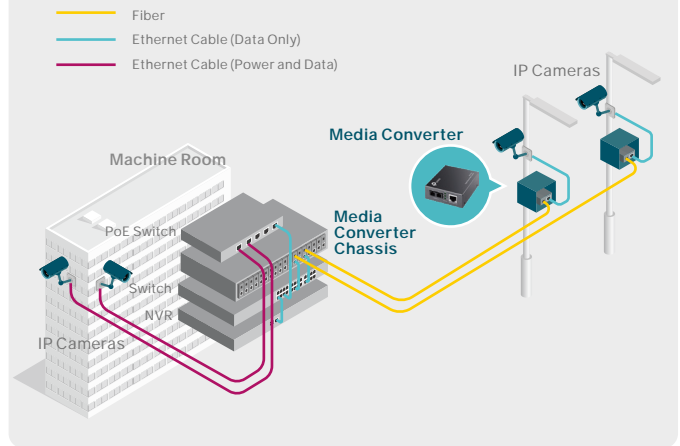 Fiber
Ethernet Cable (Data Only)
Ethernet Cable (Power and Data)
IP Cameras
Media Converter
Machine Room
PoE Switch
Media
Converter
Chassis
Switch
NVR
IP Cameras